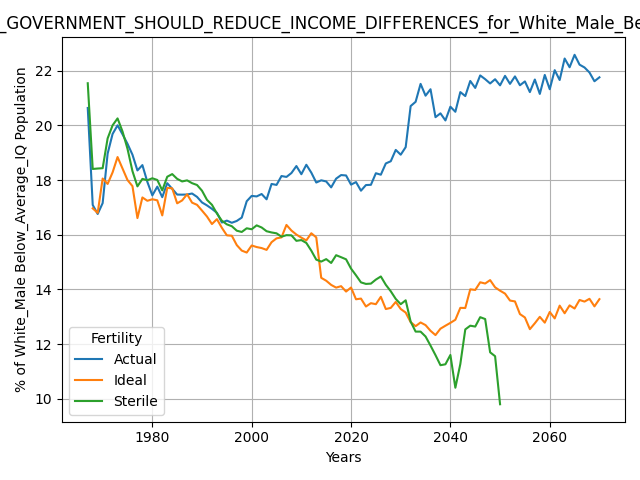 _GOVERNMENT_SHOULD_REDUCE_INCOME_DIFFERENCES_for_White_Male_Be
% of White_Male Below_Average_IQ Population
22
20
18
16
14
12
10
Fertility
Actual
Ideal
Sterile
1980
2000
2020
2040
2060
Years